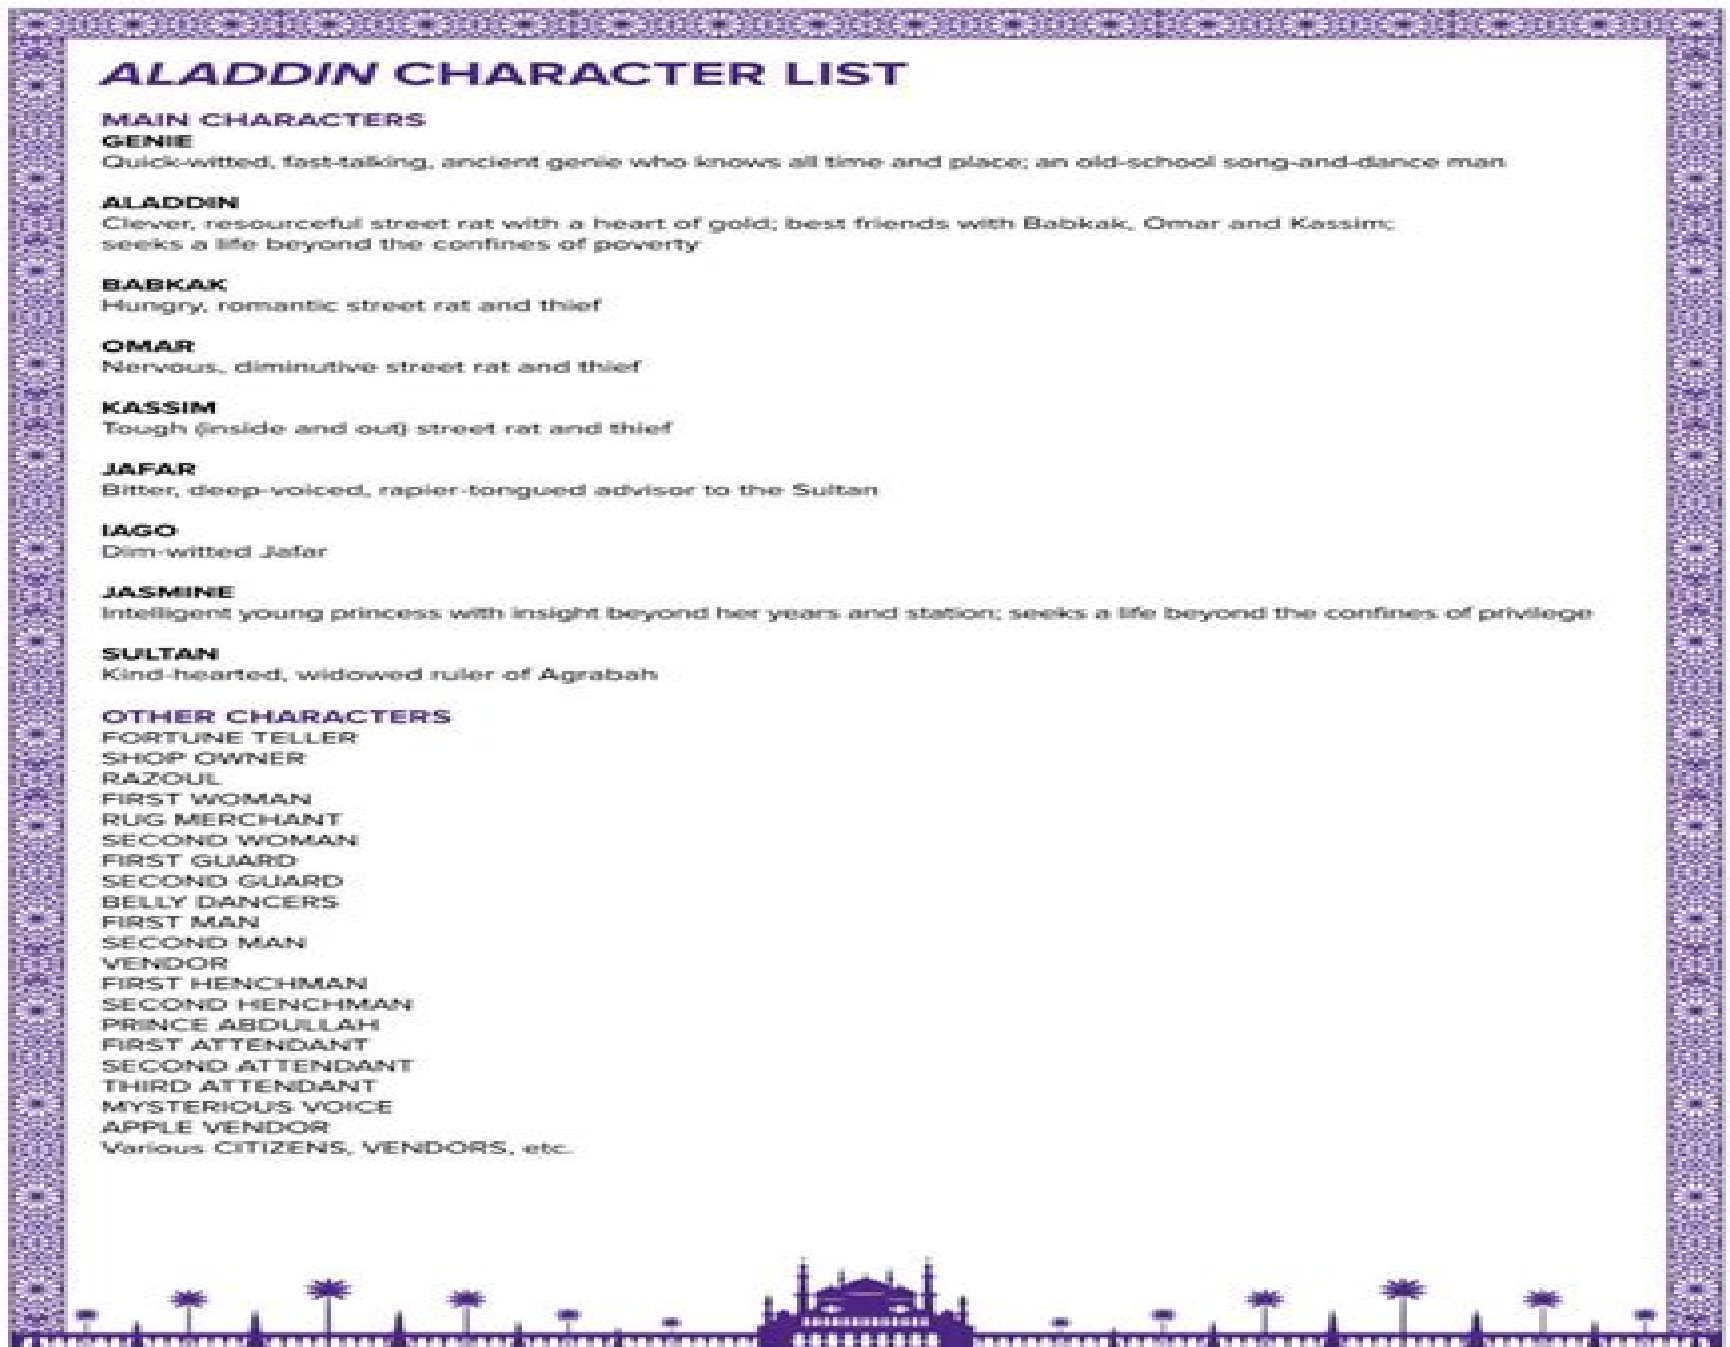 ALADDIN CHARACTER LIST
MAIN CHARACTERS
GENIE
Quick-witted, fast-talking, ancient genie who knows all time and place; an old-school song-and-dance man
ALADDIN
Clever, resourceful street rat with a heart of gold; best friends with Babkak, Omar and Kassim;
seeks a life beyond the confines of poverty
BABKAK
Hungry, romantic street rat and thief
OMAR
Nervous, diminutive street rat and thief
KASSIM
Tough (inside and out) street rat and thief
JAFAR
Bitter, deep-voiced, rapier-tongued advisor to the Sultan
IAGO
Dim-witted Jafar
JASMINE
Intelligent young princess with insight beyond her years and station; seeks a life beyond the confines of privilege
SULTAN
Kind-hearted, widowed ruler of Agrabah
OTHER CHARACTERS
FORTUNE TELLER
SHOP OWNER
RAZOUL
FIRST WOMAN
RUG MERCHANT
SECOND WOMAN
FIRST GUARD
SECOND GUARD
BELLY DANCERS
FIRST MAN
SECOND MAN
VENDOR
FIRST HENCHMAN
SECOND HENCHMAN
PRINCE ABDULLAH
FIRST ATTENDANT
SECOND ATTENDANT
THIRD ATTENDANT
MYSTERIOUS VOICE
APPLE VENDOR
Various CITIZENS, VENDORS, etc.